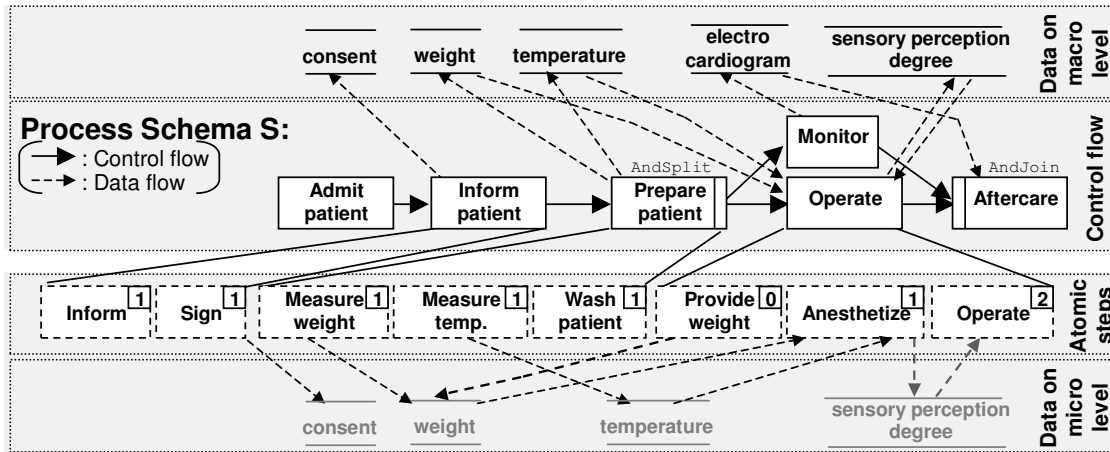 consent
weight
temperature
electro
cardiogram
sensory perception
degree
Data on
macro
level
Process Schema S:
: Control flow
: Data flow
Monitor
AndSplit
AndJoin
Admit
patient
Inform
patient
Prepare
patient
Operate
Aftercare
Control flow
Inform
1
Sign
1
Measure
weight
1
Measure
temp.
1
Wash
patient
1
Provide
weight
0
Anesthetize
1
Operate
2
Atomic
steps
consent
weight
temperature
sensory perception
degree
Data on
micro
level